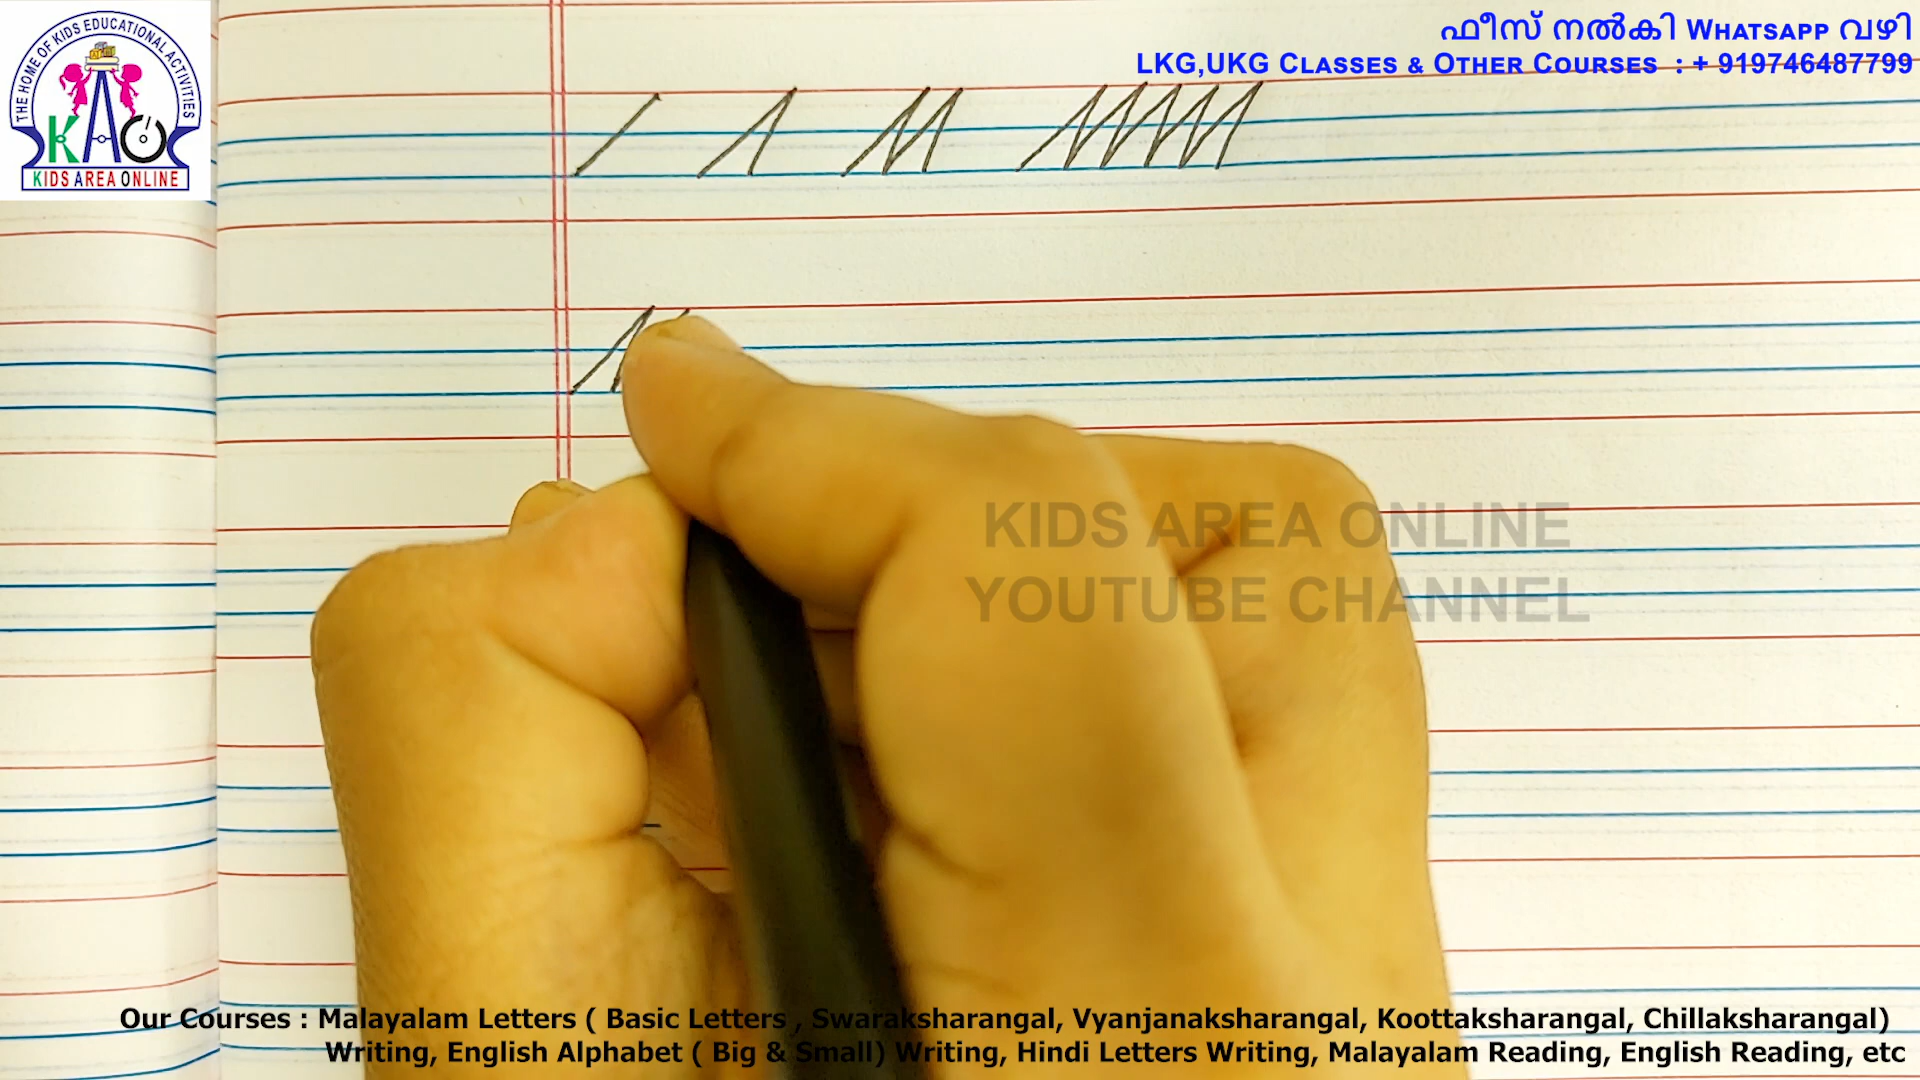 THE HOME OF KIDS EDUCATIONAL ACTIVITIES
KAO
KIDS AREA ONLINE
ഫീസ് നൽകി WHATSAPP വഴി
LKG,UKG CLASSES & OTHER COURSES : + 919746487799
KIDS AREA ONLINE
YOUTUBE CHANNEL
Our Courses : Malayalam Letters ( Basic Letters , Swaraksharangal, Vyanjanaksharangal, Koottaksharangal, Chillaksharangal)
Writing, English Alphabet ( Big & Small) Writing, Hindi Letters Writing, Malayalam Reading, English Reading, etc